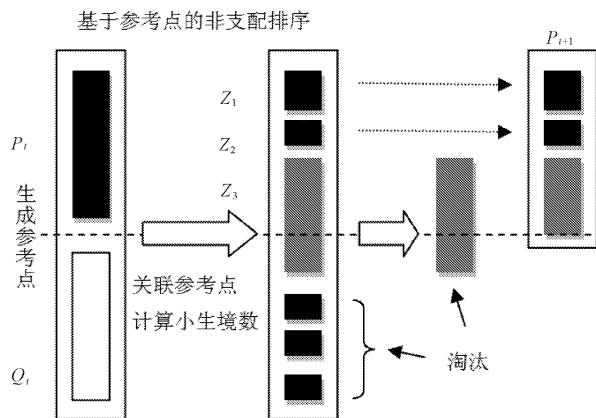 基于参考点的非支配排序
P_{t+1}
Z_1
P_t
Z_2
Z_3
生成参考点
关联参考点
计算小生境数
淘汰
Q_t